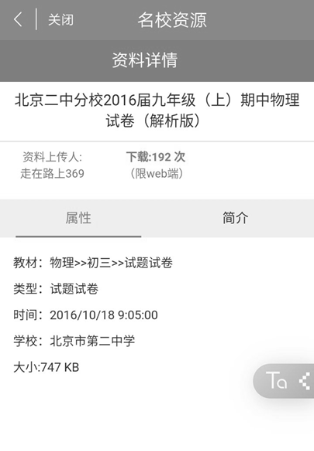 关闭
名校资源
资料详情
北京二中分校2016届九年级（上）期中物理
试卷（解析版）
资料上传人:
走在路上369
下载:192 次
（限web端）
属性
简介
教材：物理>>初三>>试题试卷
类型：试题试卷
时间：2016/10/18 9:05:00
学校：北京市第二中学
大小:747 KB
Ta